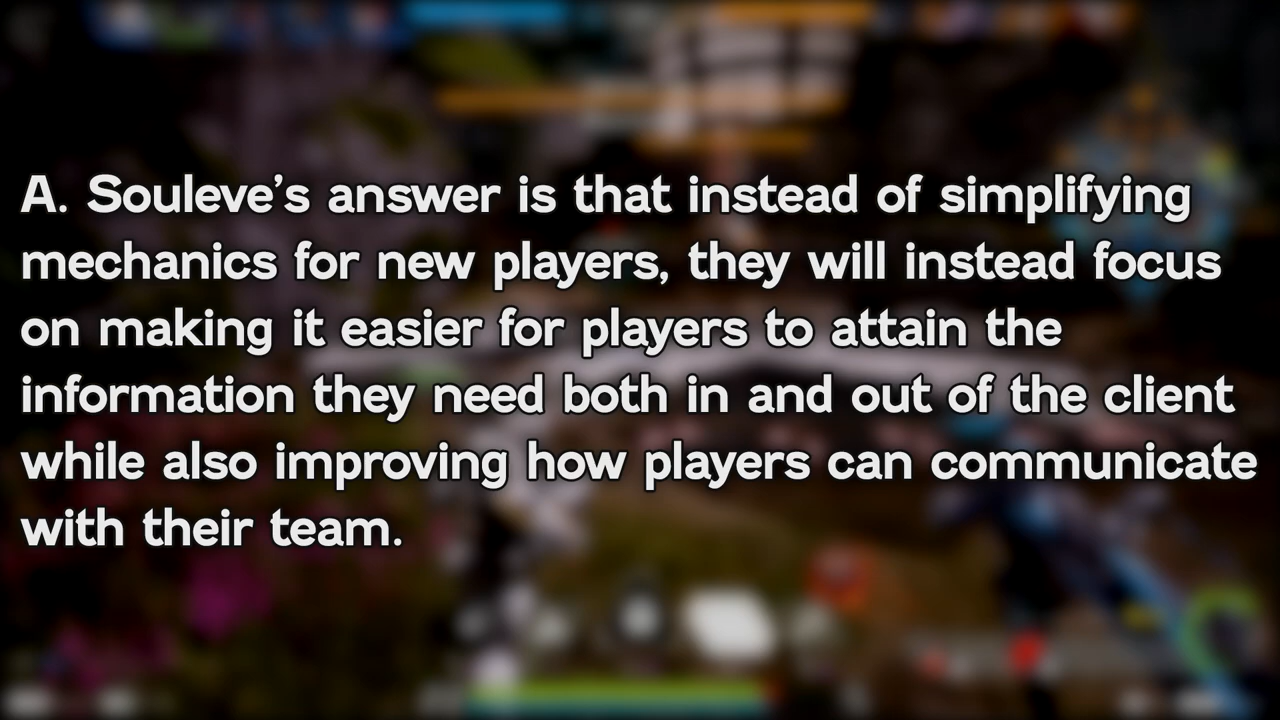 A. Souleve’s answer is that instead of simplifying
mechanics for new players, they will instead focus
on making it easier for players to attain the
information they need both in and out of the client
while also improving how players can communicate
with their team.